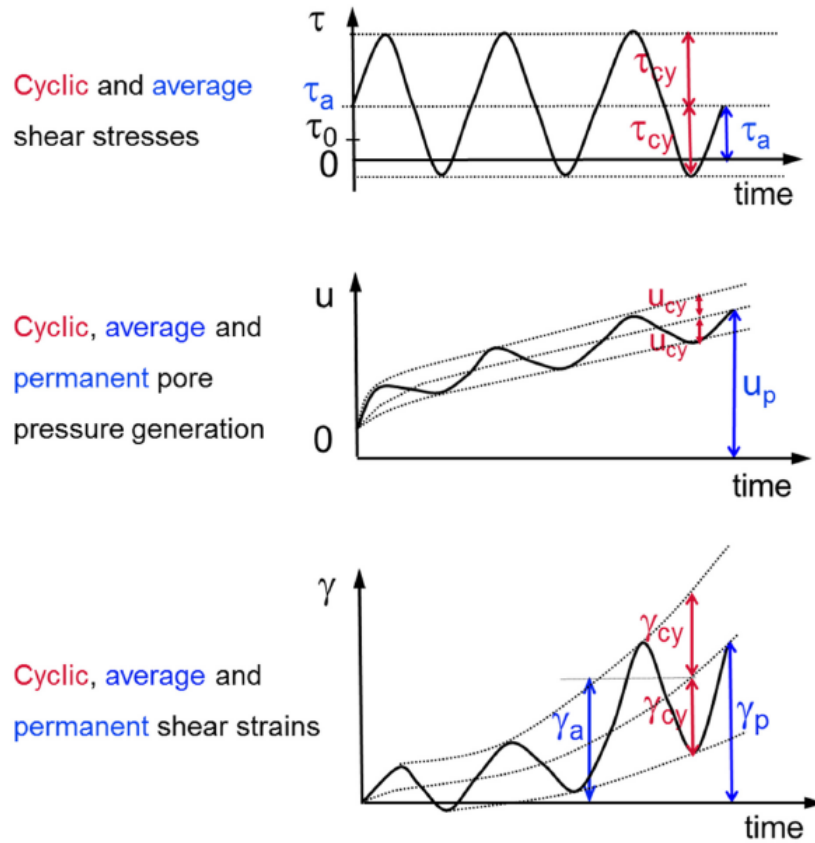 Cyclic and average
shear stresses
τ
τa
τ0
0
τcy
τcy
τa
time
Cyclic, average and
permanent pore
pressure generation
u
0
ucy
ucy
up
time
Cyclic, average and
permanent shear strains
γ
γcy
γcy
γa
γp
time